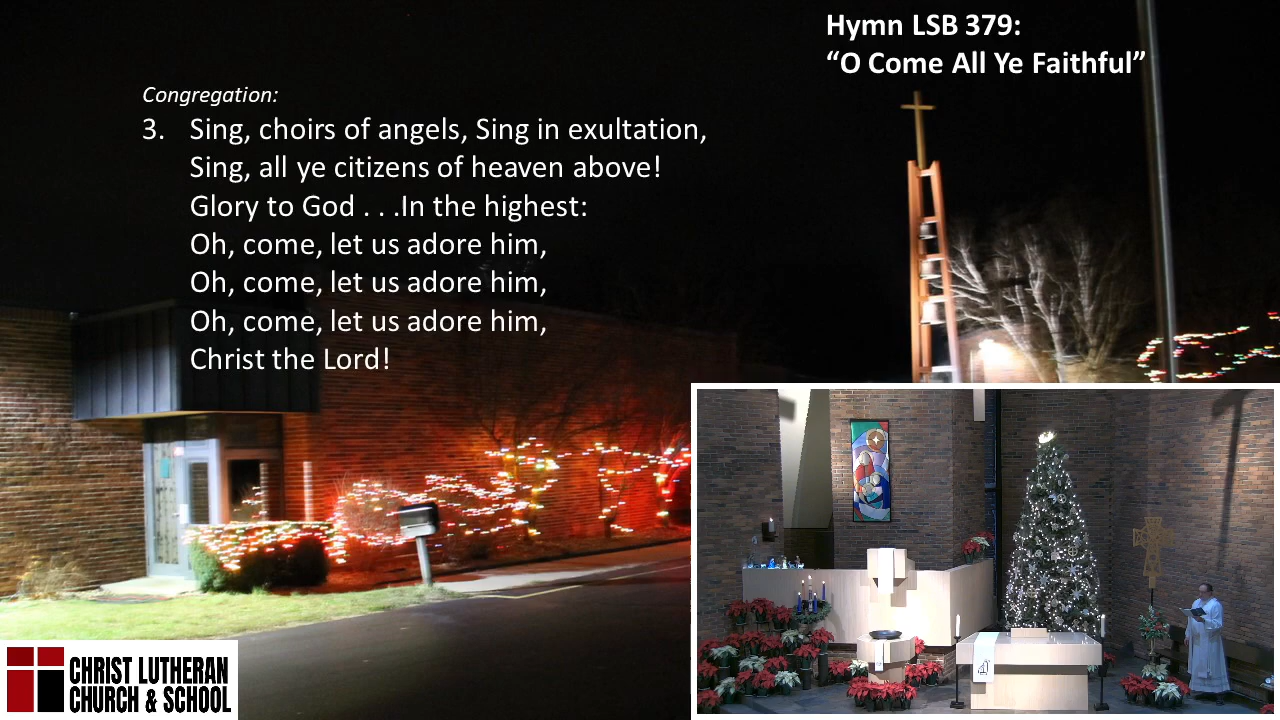 Hymn LSB 379:
“O Come All Ye Faithful”
Congregation:
3. Sing, choirs of angels, Sing in exultation,
Sing, all ye citizens of heaven above!
Glory to God . . .In the highest:
Oh, come, let us adore him,
Oh, come, let us adore him,
Oh, come, let us adore him,
Christ the Lord!
CHRIST LUTHERAN
CHURCH & SCHOOL